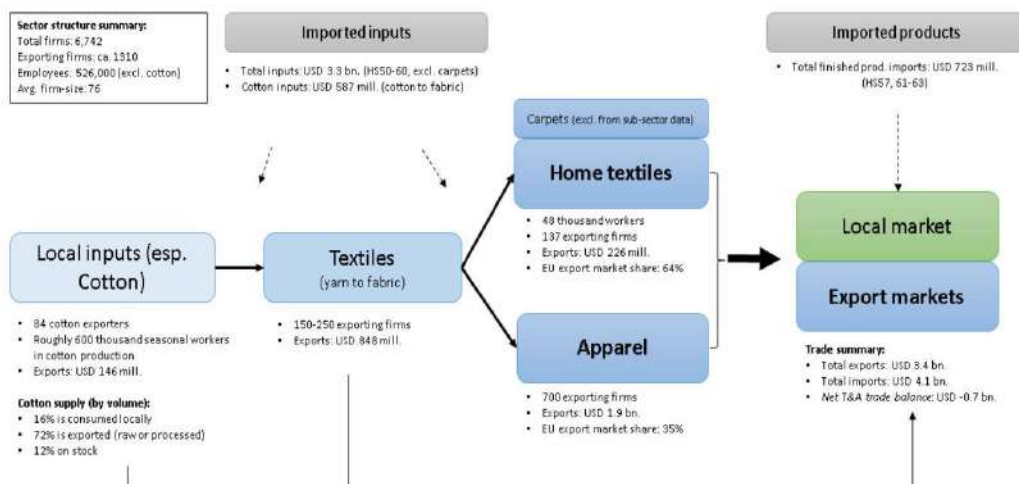 Sector structure summary:
Total firms: 6,742
Exporting firms: ca. 1310
Employees: 526,000 (excl. cotton)
Avg. firm-size: 76
Imported inputs
• Total inputs: USD 3.3 bn. (HS50-60, excl. carpets)
• Cotton inputs: USD 587 mill. (cotton to fabric)
Imported products
• Total finished prod. imports: USD 723 mill.
(HS57, 61-63)
Carpets (excl. from sub-sector data)
Home textiles
• 48 thousand workers
• 137 exporting firms
• Exports: USD 226 mill.
• EU export market share: 64%
Local inputs (esp.
Cotton)
• 84 cotton exporters
• Roughly 600 thousand seasonal workers
in cotton production
• Exports: USD 146 mill.
Cotton supply (by volume):
• 16% is consumed locally
• 72% is exported (raw or processed)
• 12% on stock
Textiles
(yarn to fabric)
• 150-250 exporting firms
• Exports: USD 848 mill.
Apparel
• 700 exporting firms
• Exports: USD 1.9 bn.
• EU export market share: 35%
Local market
Export markets
Trade summary:
• Total exports: USD 3.4 bn.
• Total imports: USD 4.1 bn.
• Net T&A trade balance: USD -0.7 bn.